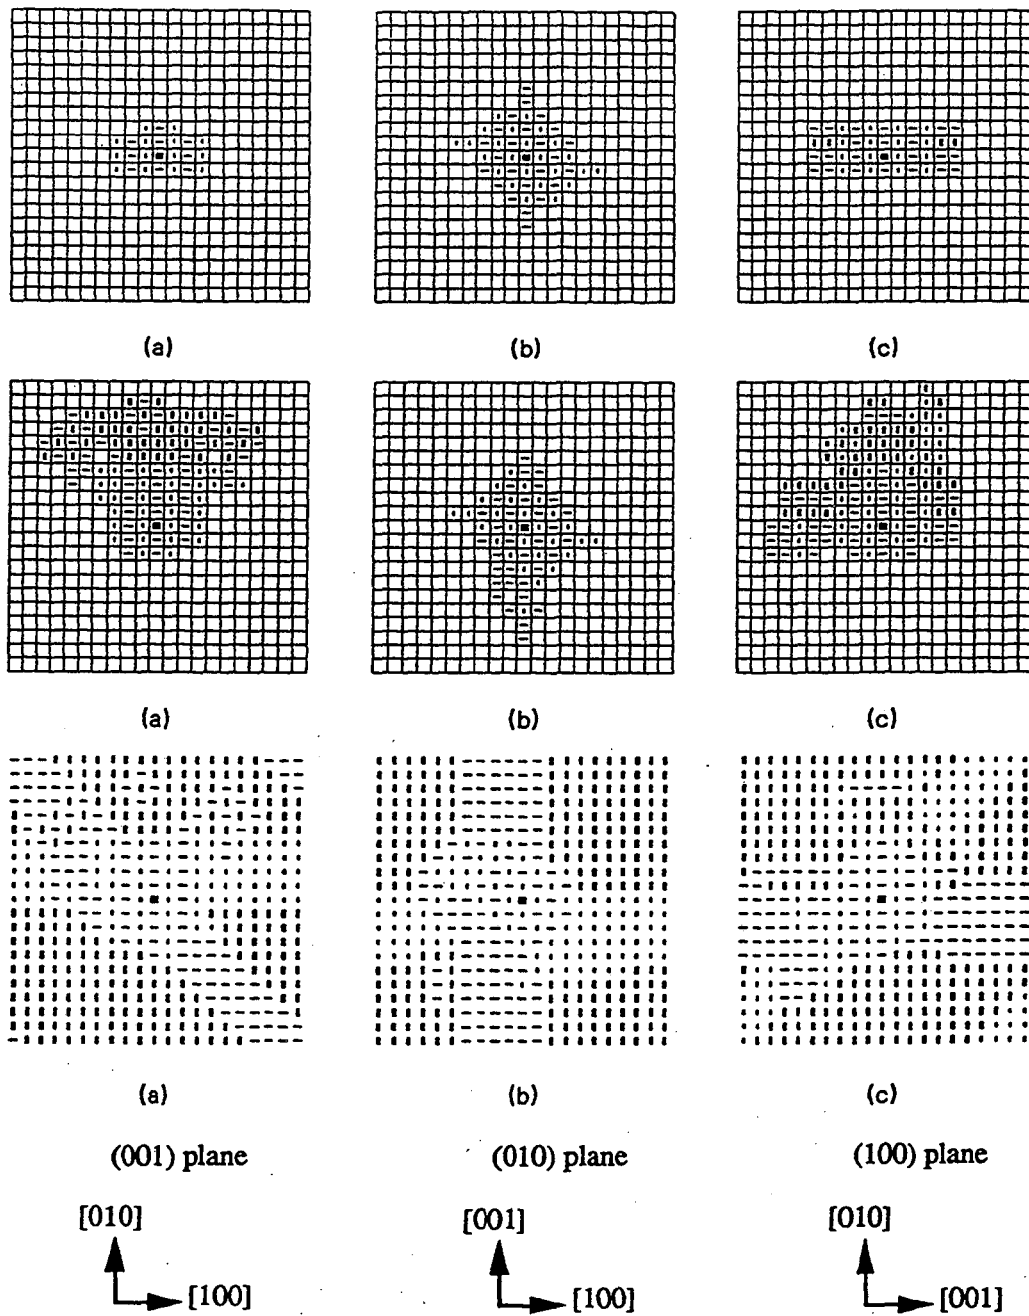 (a) (b) (c)
(a) (b) (c)
(a) (b) (c)
(001) plane (010) plane (100) plane
[010] [001] [010]
[100] [100] [001]